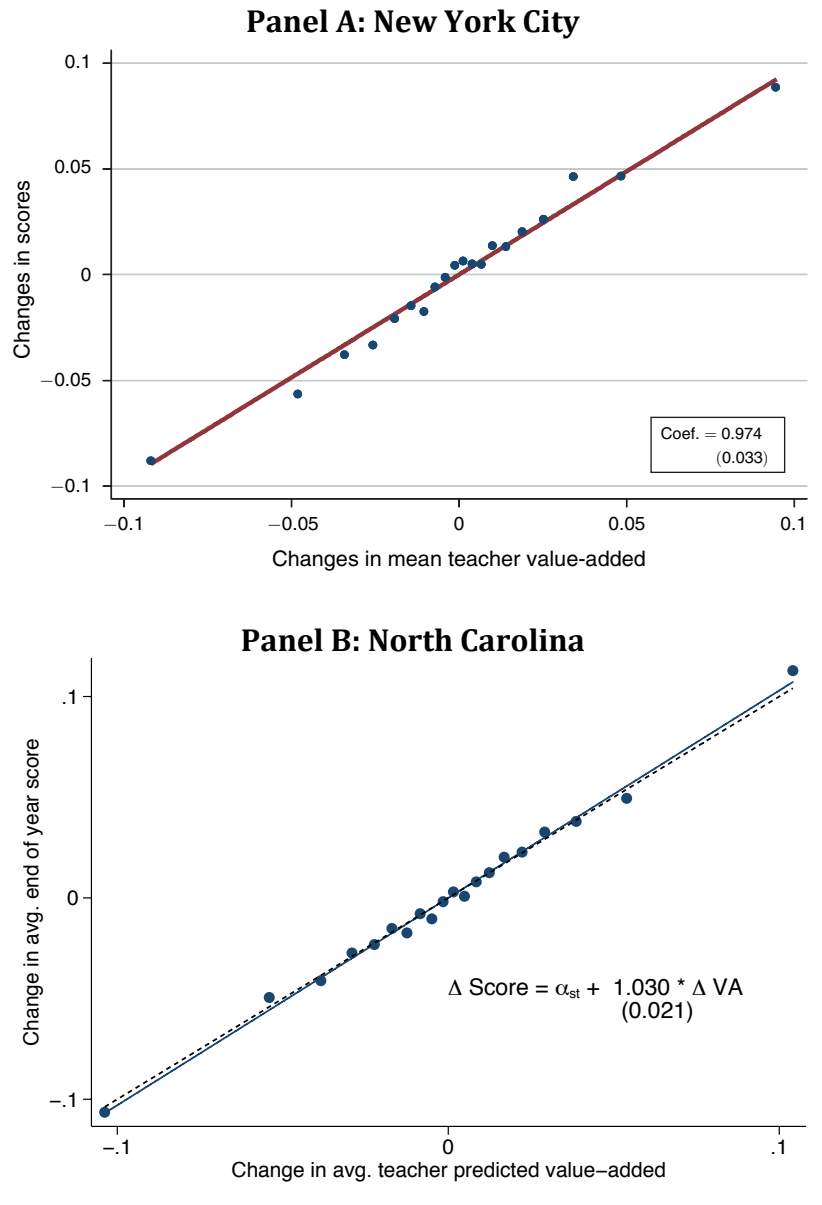 Panel A: New York City
0.1
0.05
0
−0.05
−0.1
Changes in scores
Coef. = 0.974
(0.033)
−0.1 −0.05 0 0.05 0.1
Changes in mean teacher value-added
Panel B: North Carolina
.1
0
−.1
Change in avg. end of year score
Δ Score = αst + 1.030 * Δ VA
(0.021)
−.1 0 .1
Change in avg. teacher predicted value−added